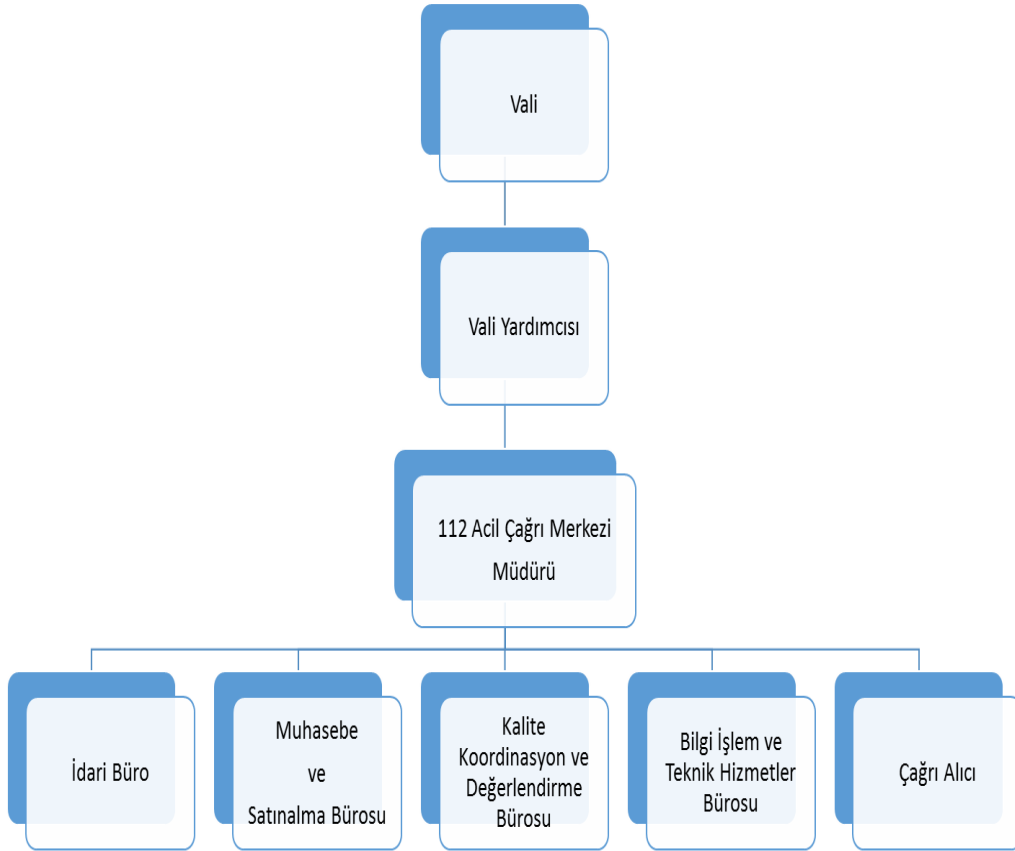 Vali
Vali Yardımcısı
112 Acil Çağrı Merkezi
Müdürü
İdari Büro
Muhasebe
ve
Satınalma Bürosu
Kalite
Koordinasyon ve
Değerlendirme
Bürosu
Bilgi İşlem ve
Teknik Hizmetler
Bürosu
Çağrı Alıcı